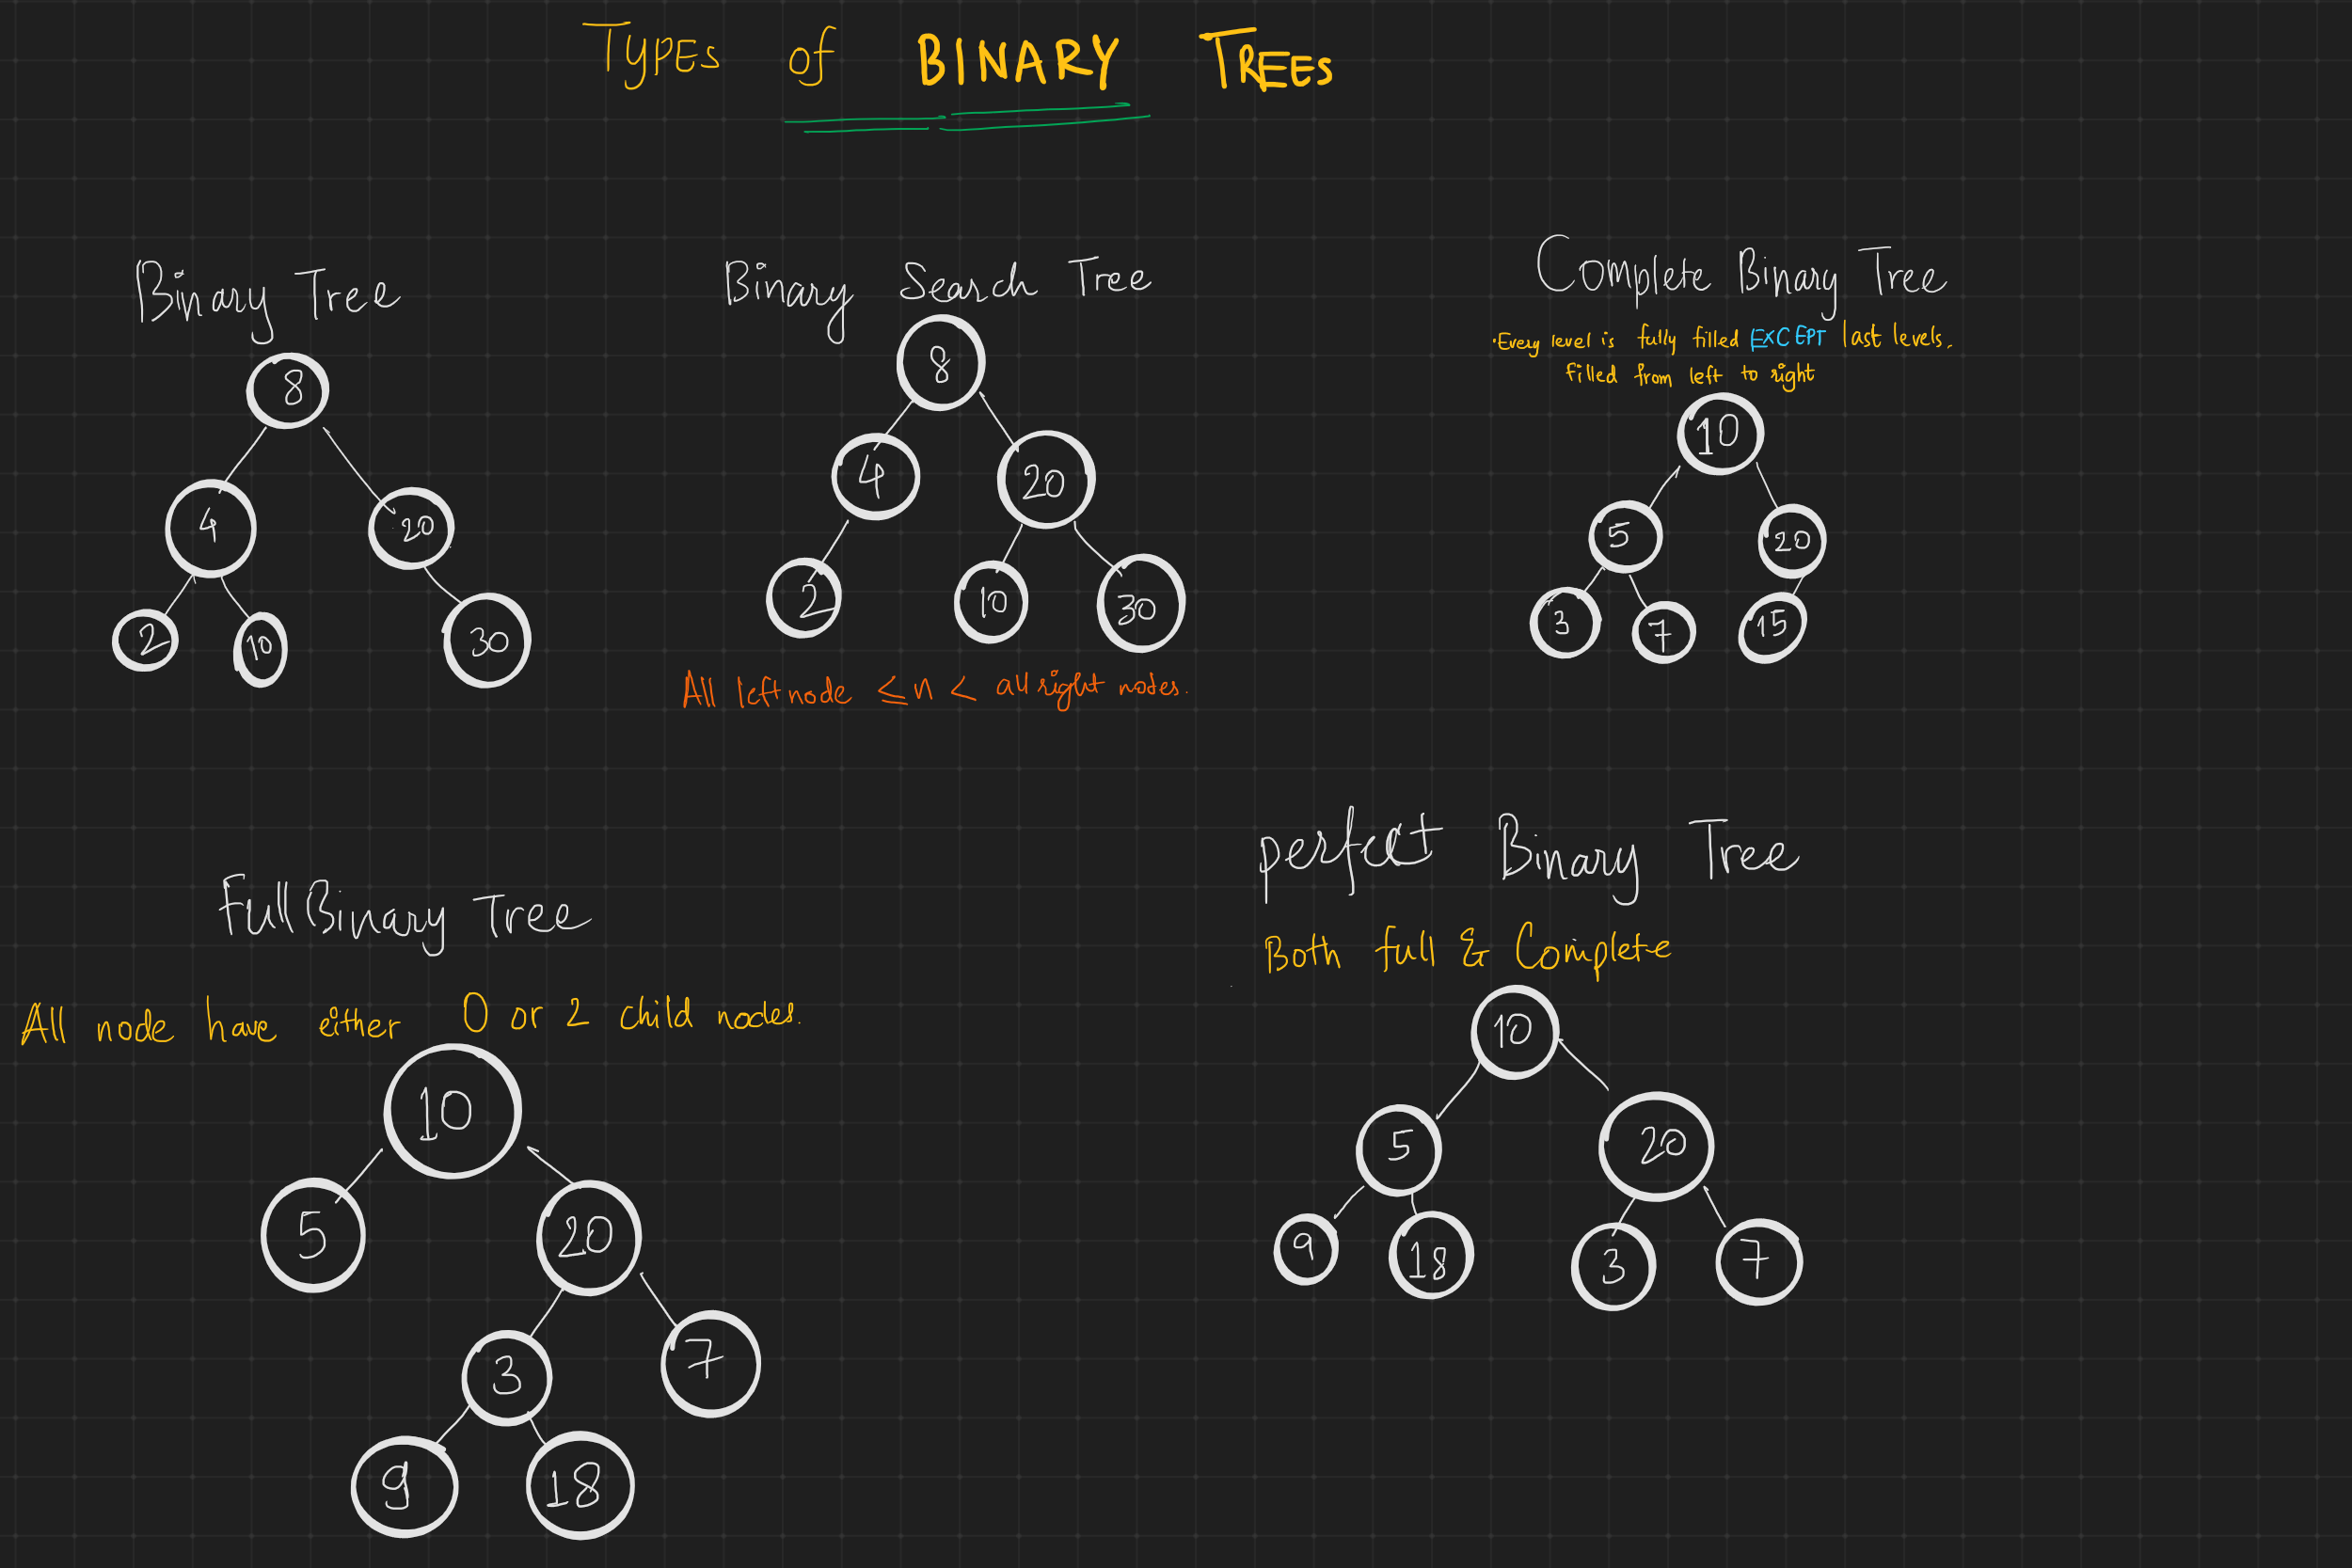 TYPES of BINARY TREES
Binary Tree
8
4 20
2 10 30
Binary Search Tree
8
4 20
2 10 30
All left node ≤ n < all right nodes.
Complete Binary Tree
·Every level is fully filled EXCEPT last levels.
filled from left to right
10
5 20
3 7 15
Full Binary Tree
All node have either 0 or 2 child nodes.
10
5 20
3 7
9 18
perfect Binary Tree
Both full & Complete
10
5 20
9 18 3 7